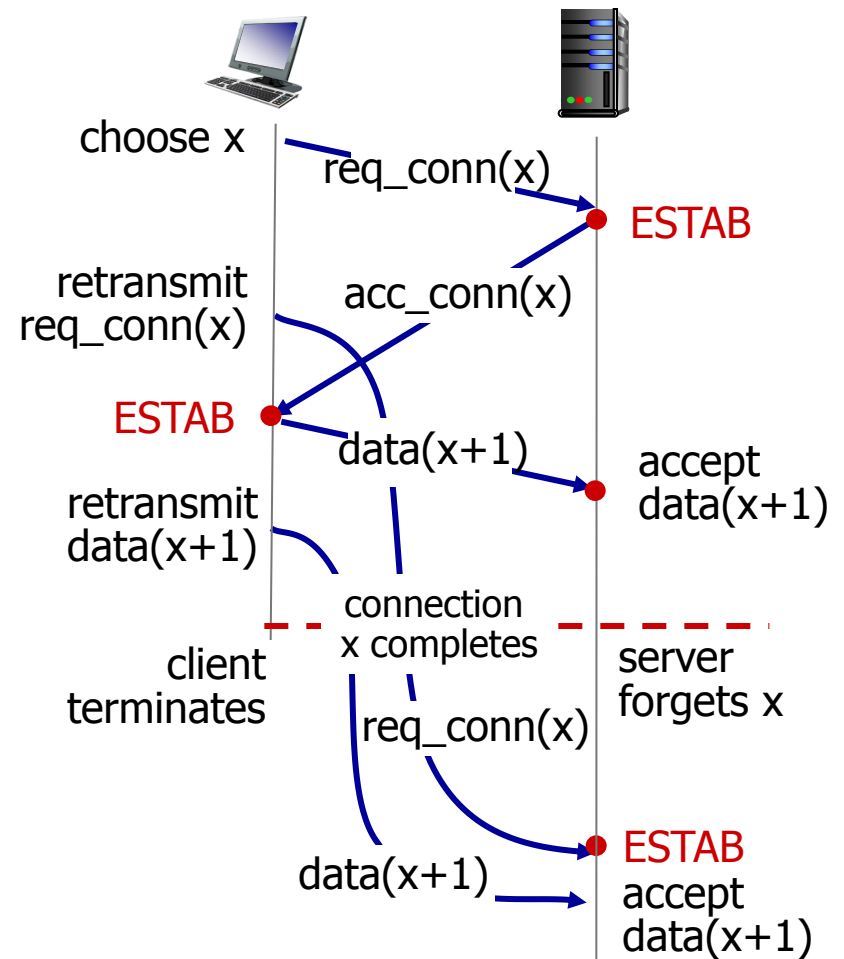 choose x
req_conn(x)
ESTAB
retransmit
req_conn(x)
acc_conn(x)
ESTAB
data(x+1)
accept
data(x+1)
retransmit
data(x+1)
connection
x completes
client
terminates
server
forgets x
req_conn(x)
ESTAB
data(x+1)
accept
data(x+1)